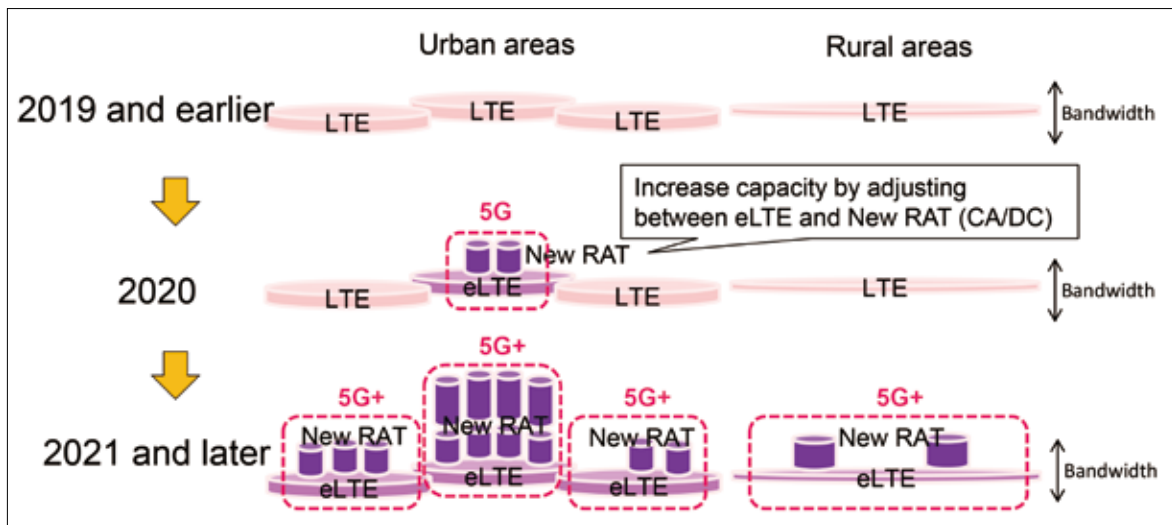 Urban areas
Rural areas
2019 and earlier
LTE
LTE
LTE
LTE
Bandwidth
Increase capacity by adjusting
between eLTE and New RAT (CA/DC)
5G
New RAT
2020
LTE
eLTE
LTE
LTE
Bandwidth
5G+
5G+
5G+
5G+
New RAT
New RAT
New RAT
New RAT
2021 and later
eLTE
eLTE
eLTE
eLTE
Bandwidth